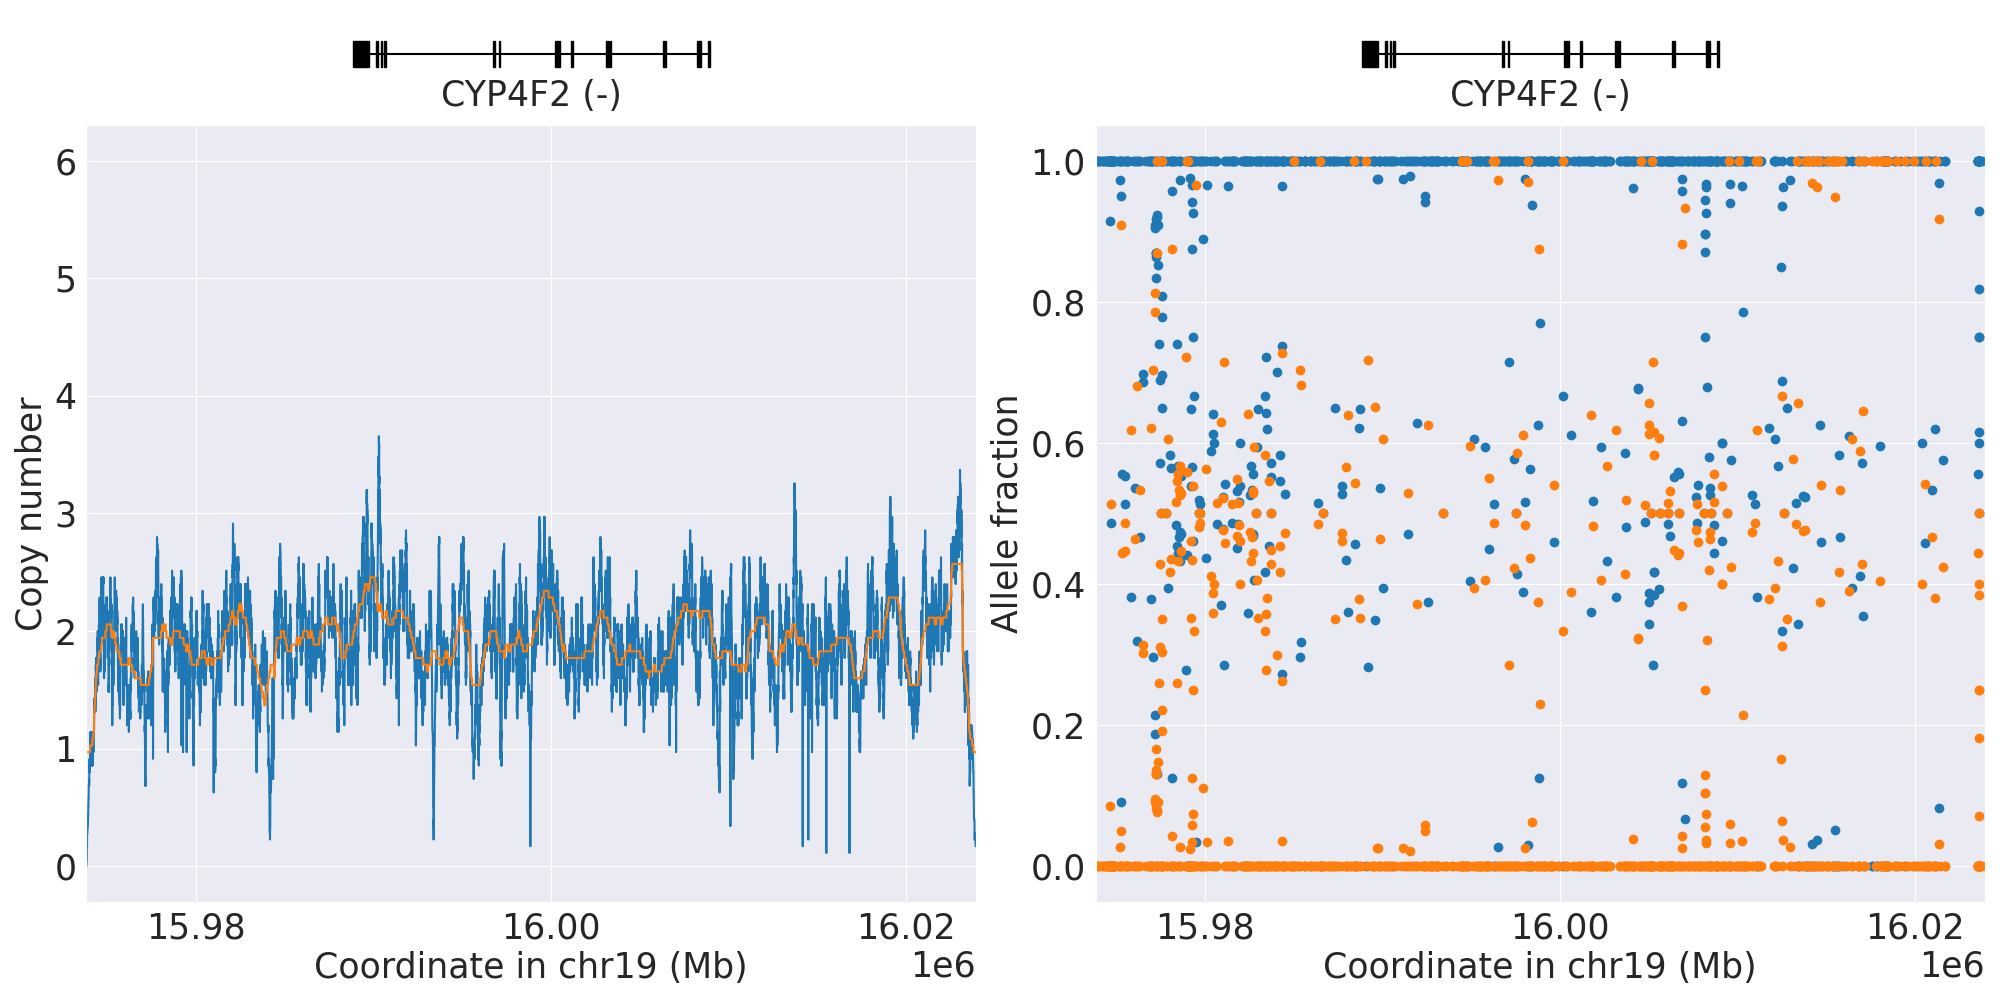 CYP4F2 (-)
6
5
4
3
2
1
0
Copy number
15.98
16.00
16.02
Coordinate in chr19 (Mb)
1e6
CYP4F2 (-)
1.0
0.8
0.6
0.4
0.2
0.0
Allele fraction
15.98
16.00
16.02
Coordinate in chr19 (Mb)
1e6